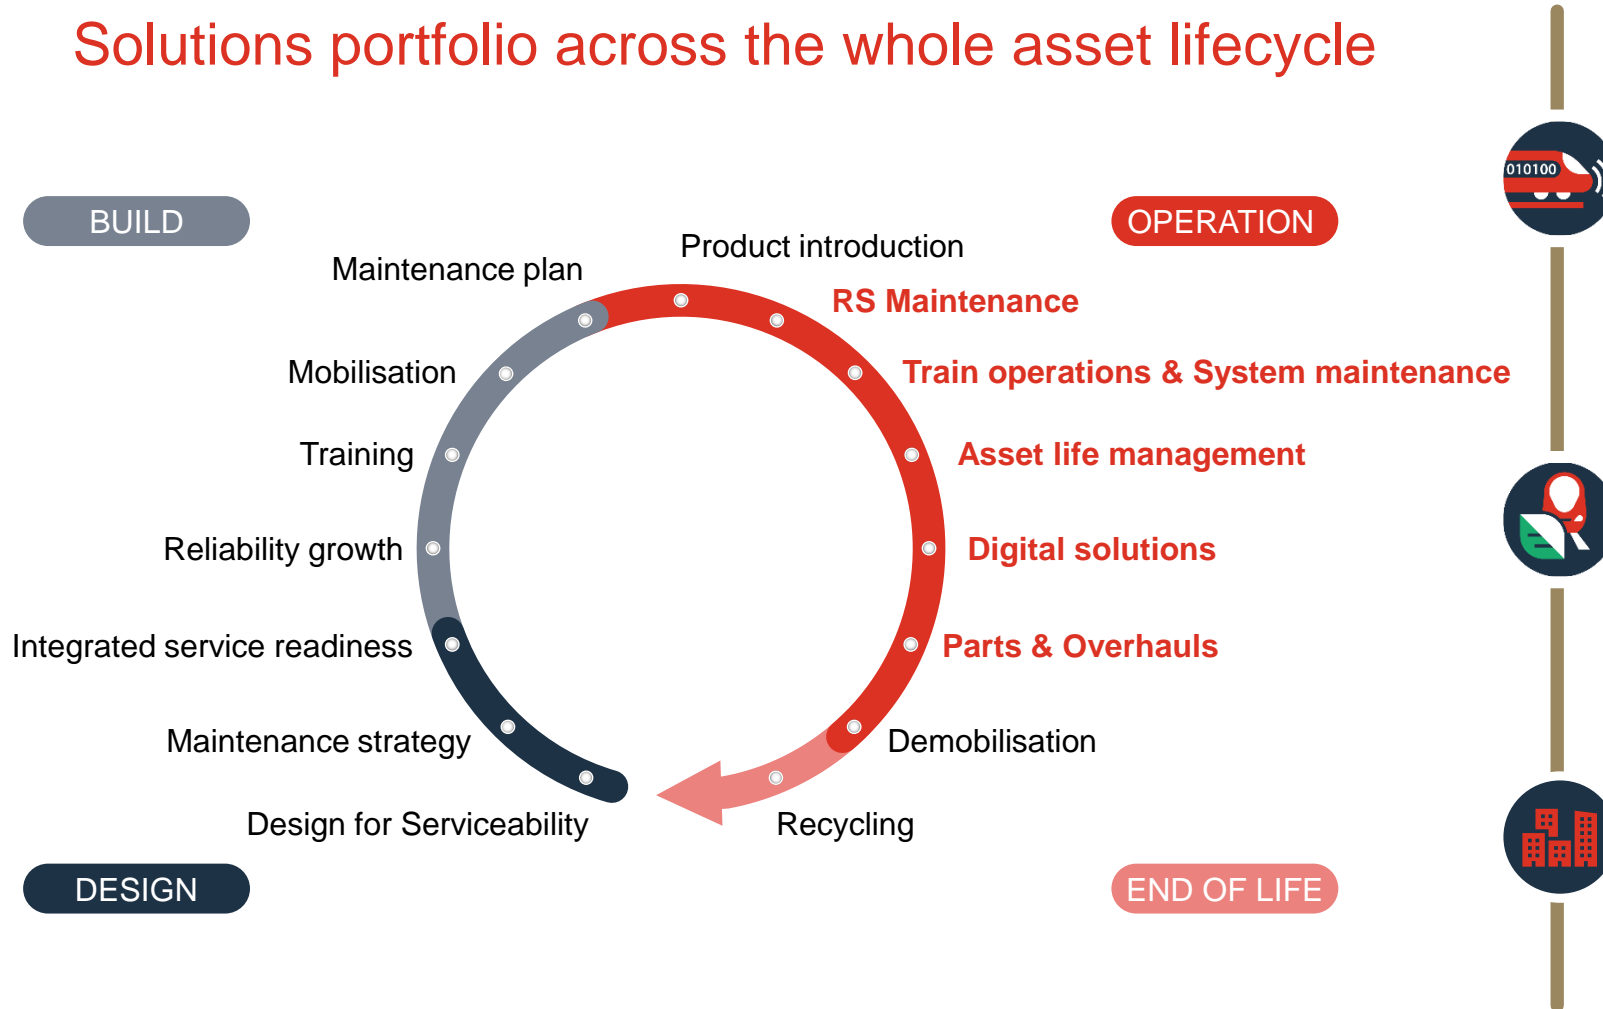 Solutions portfolio across the whole asset lifecycle
010100
BUILD
OPERATION
Product introduction
Maintenance plan
RS Maintenance
Mobilisation
Train operations & System maintenance
Training
Asset life management
Reliability growth
Digital solutions
Integrated service readiness
Parts & Overhauls
Maintenance strategy
Demobilisation
Design for Serviceability
Recycling
DESIGN
END OF LIFE